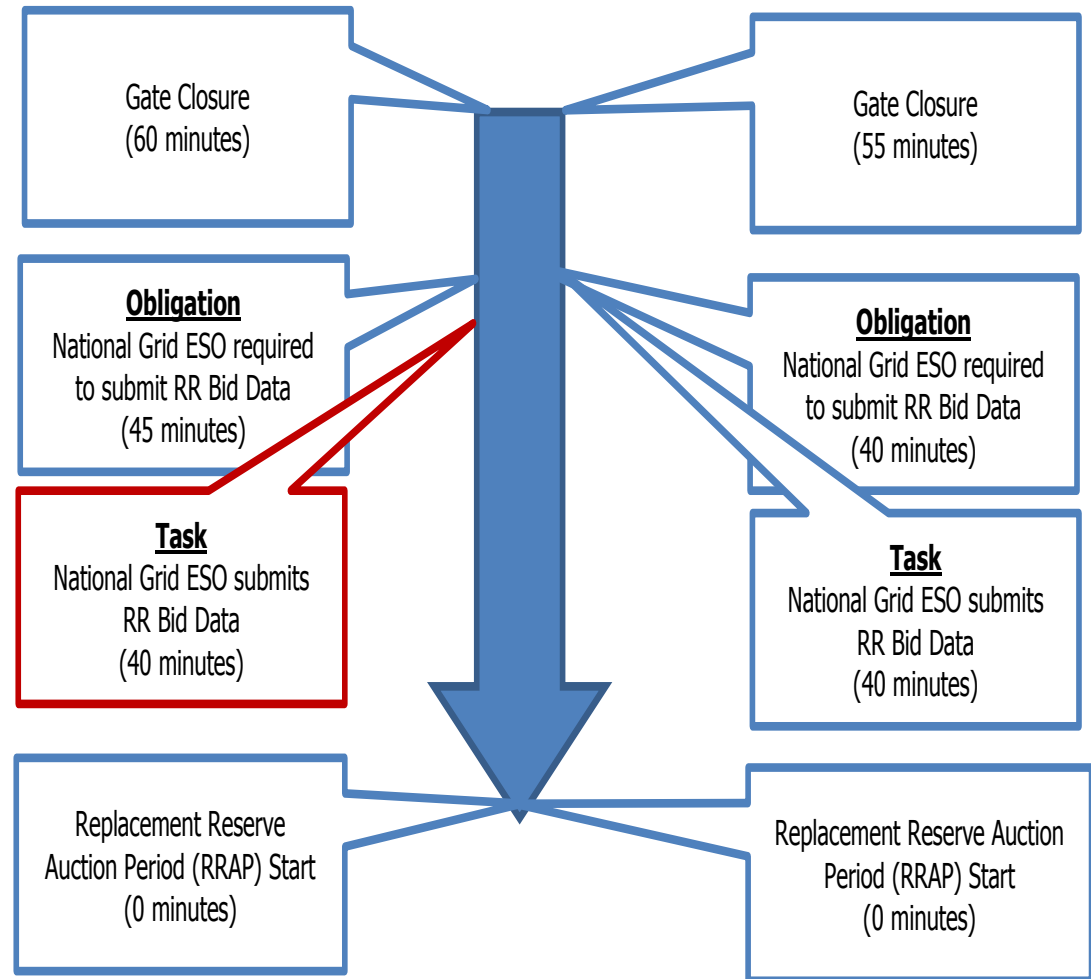 Gate Closure
(60 minutes)
Gate Closure
(55 minutes)
Obligation
National Grid ESO required
to submit RR Bid Data
(45 minutes)
Obligation
National Grid ESO required
to submit RR Bid Data
(40 minutes)
Task
National Grid ESO submits
RR Bid Data
(40 minutes)
Task
National Grid ESO submits
RR Bid Data
(40 minutes)
Replacement Reserve
Auction Period (RRAP) Start
(0 minutes)
Replacement Reserve Auction
Period (RRAP) Start
(0 minutes)